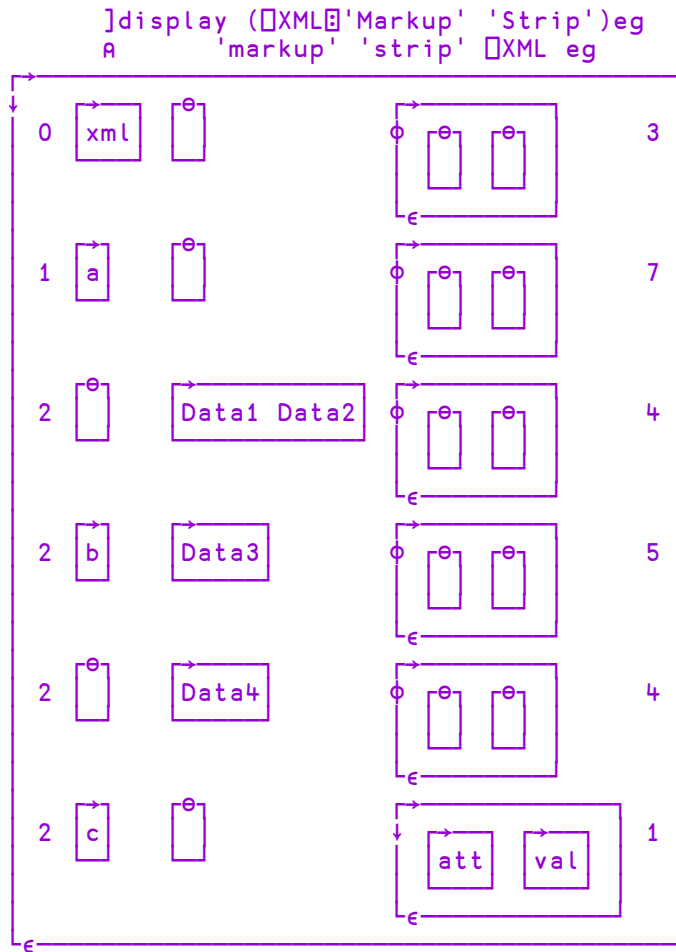 ]display (⎕XML⍠'Markup' 'Strip')eg
⍝ 'markup' 'strip' ⎕XML eg
0 xml 3
1 a 7
2 Data1 Data2 4
2 b Data3 5
2 Data4 4
2 c att val 1